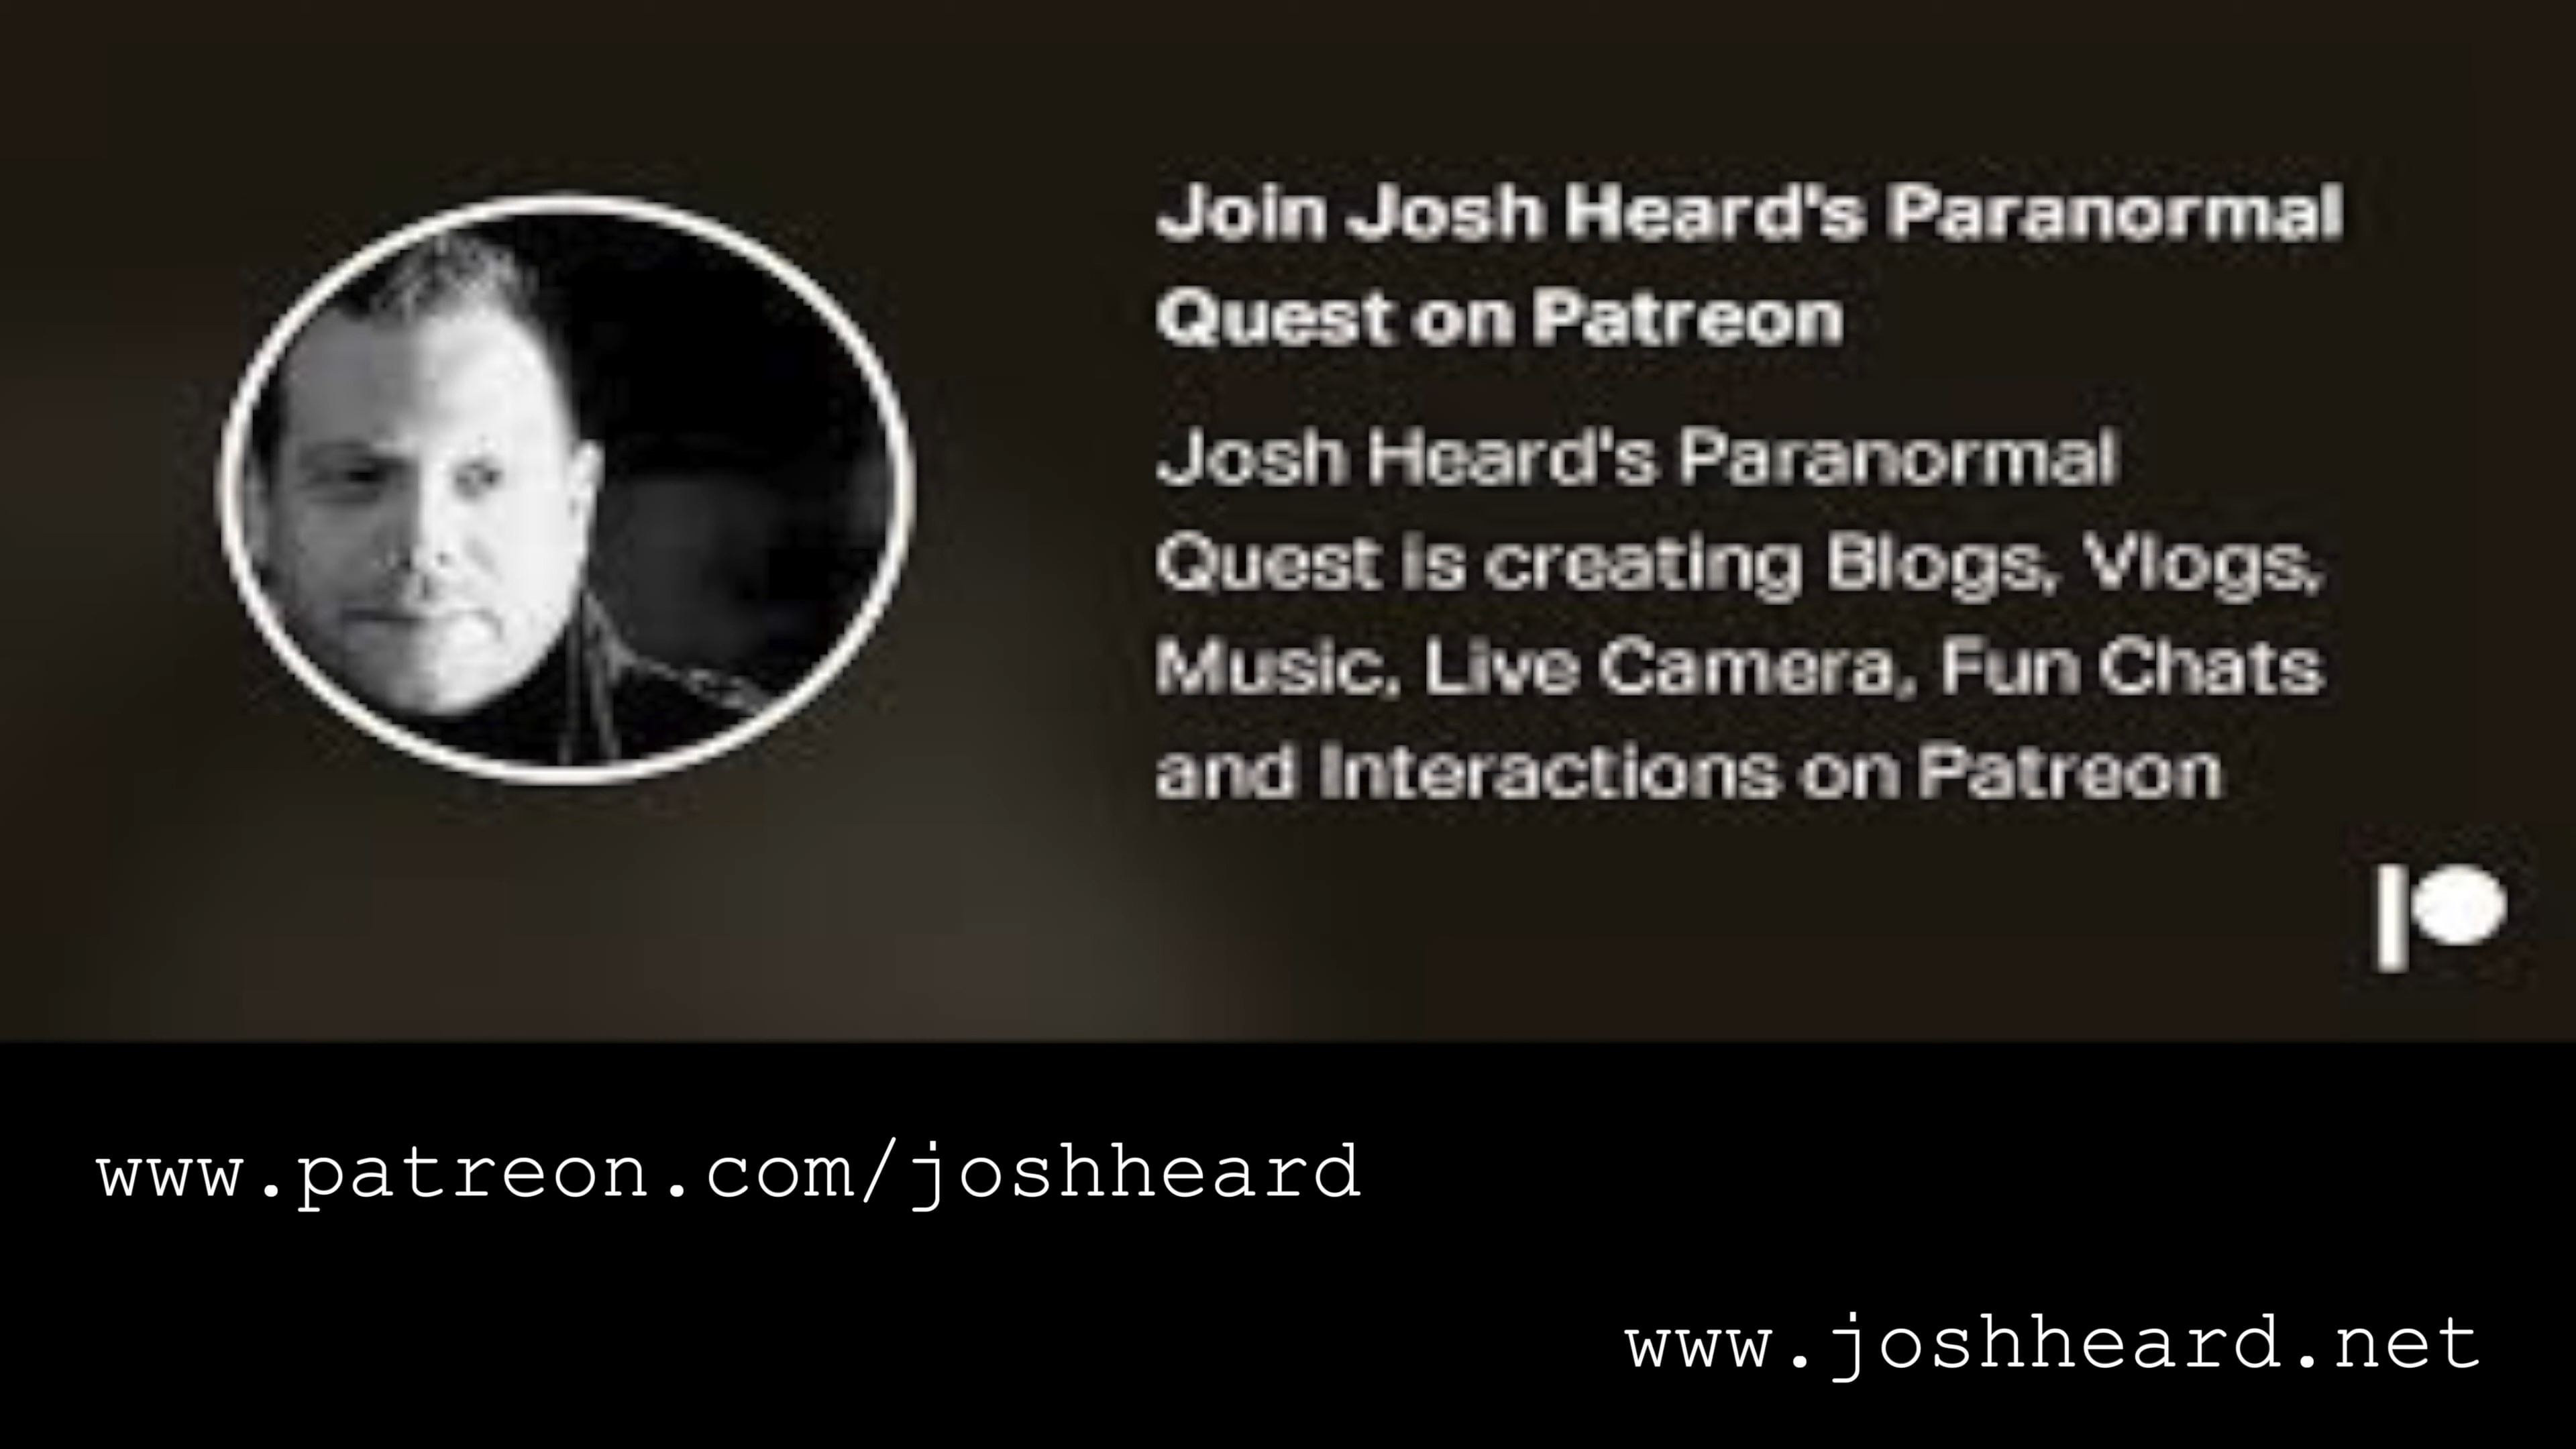 Join Josh Heard's Paranormal
Quest on Patreon
Josh Heard's Paranormal
Quest is creating Blogs, Vlogs,
Music, Live Camera, Fun Chats
and Interactions on Patreon
www.patreon.com/joshheard
www.joshheard.net